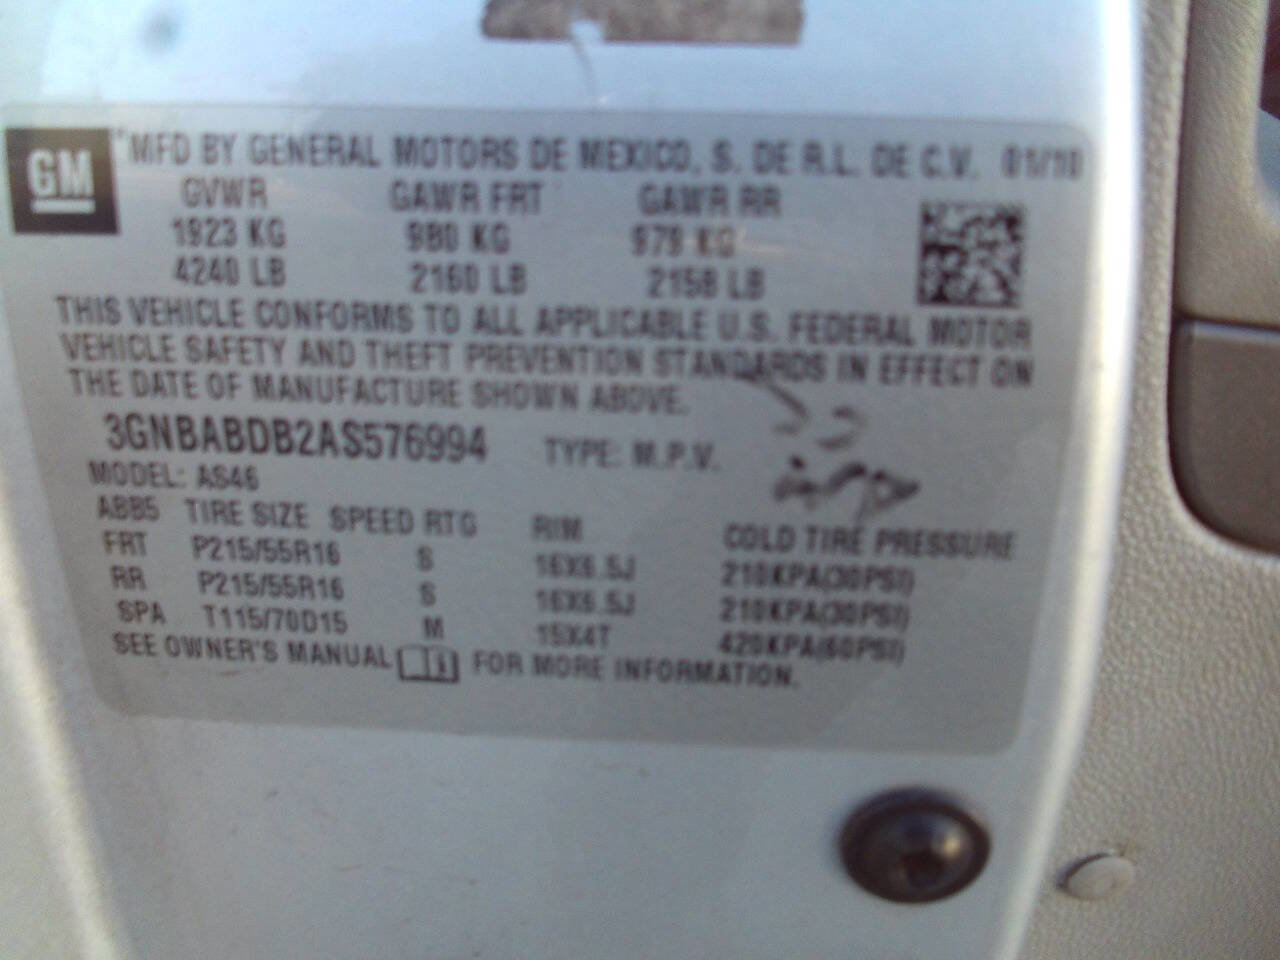 GM
MFD BY GENERAL MOTORS DE MEXICO, S. DE R.L. DE C.V. 01/10
GVWR GAWR FRT GAWR RR
1923 KG 980 KG 979 KG
4240 LB 2160 LB 2158 LB
THIS VEHICLE CONFORMS TO ALL APPLICABLE U.S. FEDERAL MOTOR
VEHICLE SAFETY AND THEFT PREVENTION STANDARDS IN EFFECT ON
THE DATE OF MANUFACTURE SHOWN ABOVE.
3GNBABDB2AS576994 TYPE: M.P.V.
MODEL: AS46
ABB5 TIRE SIZE SPEED RTG RIM COLD TIRE PRESSURE
FRT P215/55R16 S 16X6.5J 210KPA(30PSI)
RR P215/55R16 S 16X6.5J 210KPA(30PSI)
SPA T115/70D15 M 15X4T 420KPA(60PSI)
SEE OWNER'S MANUAL FOR MORE INFORMATION.